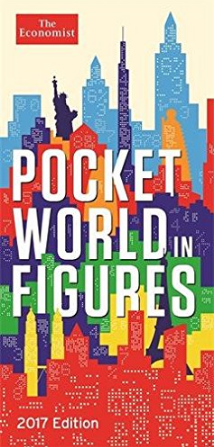 The
Economist
POCKET
WORLD IN
FIGURES
2017 Edition